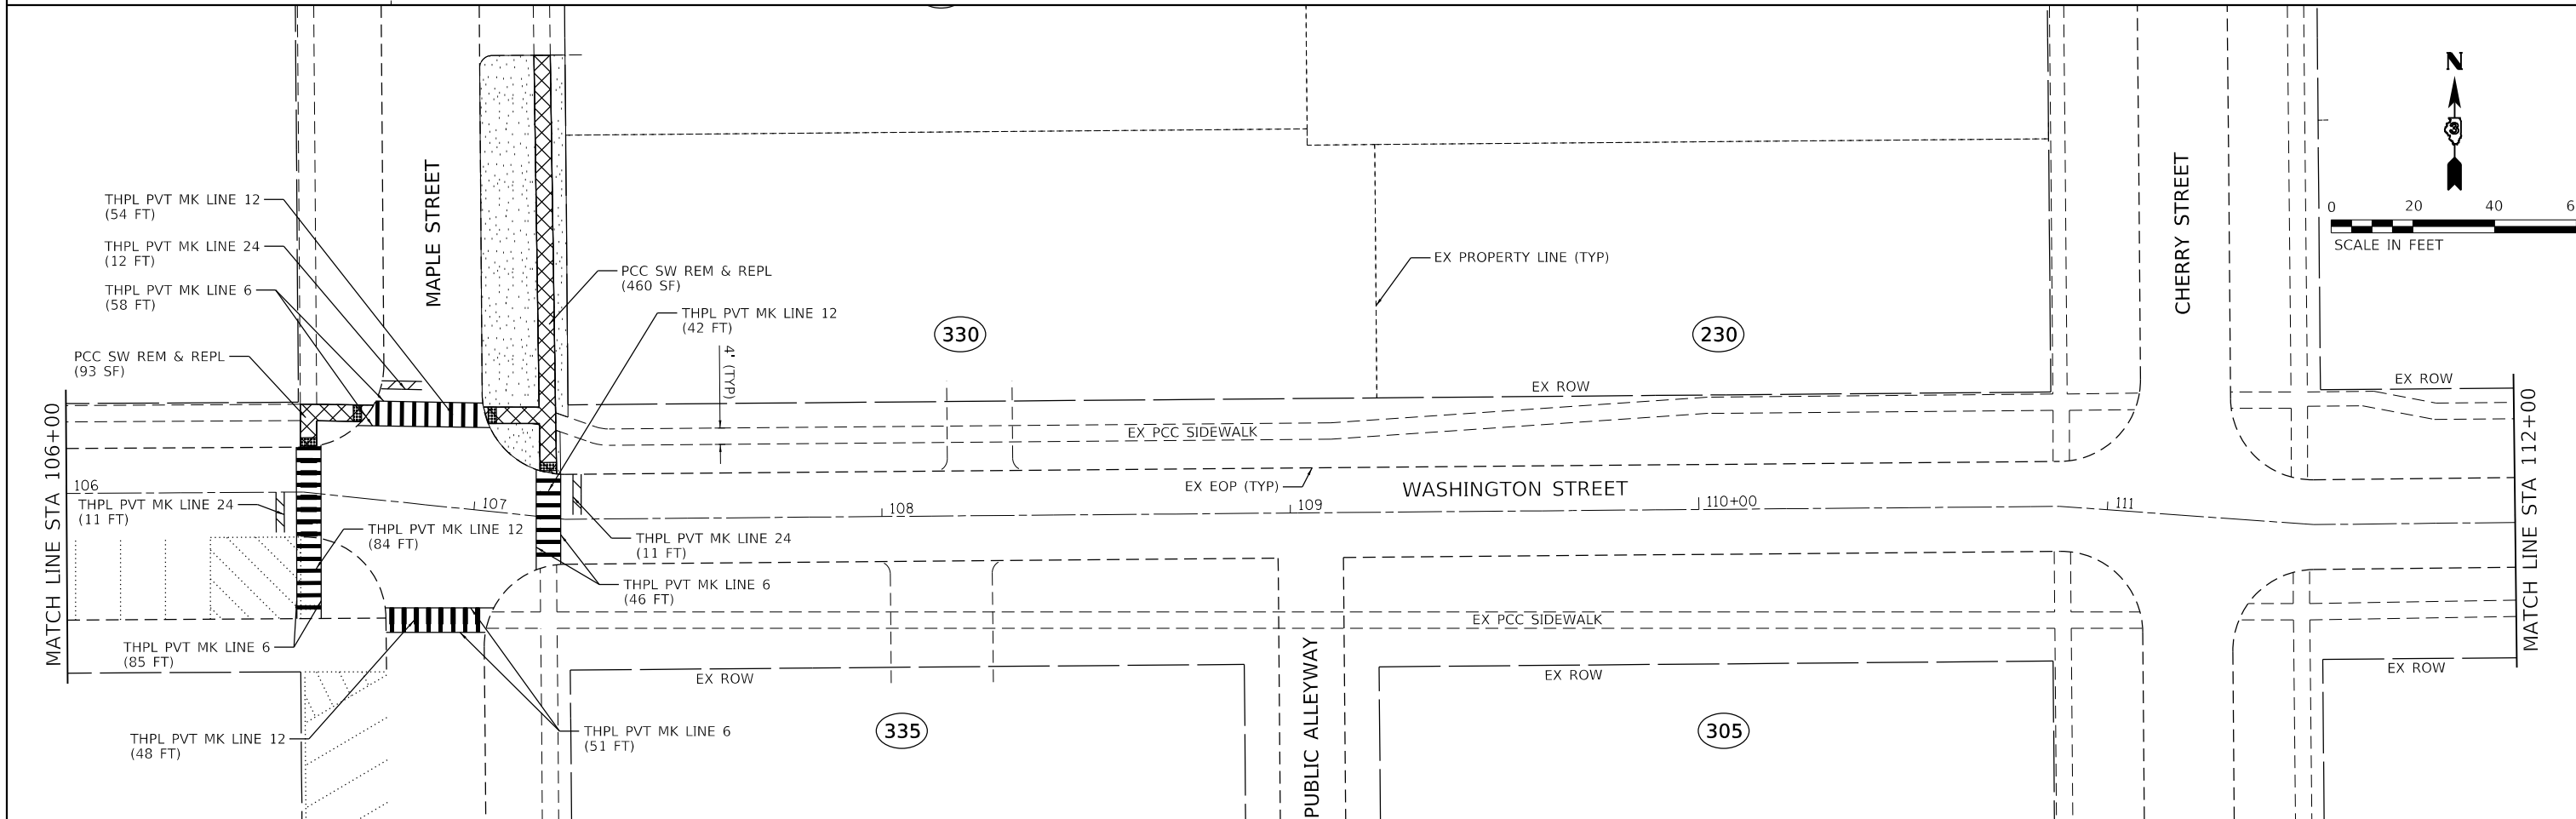 THPL PVT MK LINE 12
(54 FT)
THPL PVT MK LINE 24
(12 FT)
THPL PVT MK LINE 6
(58 FT)
PCC SW REM & REPL
(93 SF)
MAPLE STREET
PCC SW REM & REPL
(460 SF)
THPL PVT MK LINE 12
(42 FT)
4' (TYP)
330
EX PROPERTY LINE (TYP)
230
CHERRY STREET
N
3
0 20 40 6
SCALE IN FEET
EX ROW
EX ROW
MATCH LINE STA 106+00
MATCH LINE STA 112+00
EX PCC SIDEWALK
106
107
108
109
110+00
111
EX EOP (TYP)
WASHINGTON STREET
THPL PVT MK LINE 24
(11 FT)
THPL PVT MK LINE 12
(84 FT)
THPL PVT MK LINE 24
(11 FT)
THPL PVT MK LINE 6
(46 FT)
THPL PVT MK LINE 6
(85 FT)
EX PCC SIDEWALK
EX ROW
EX ROW
EX ROW
PUBLIC ALLEYWAY
THPL PVT MK LINE 12
(48 FT)
THPL PVT MK LINE 6
(51 FT)
335
305